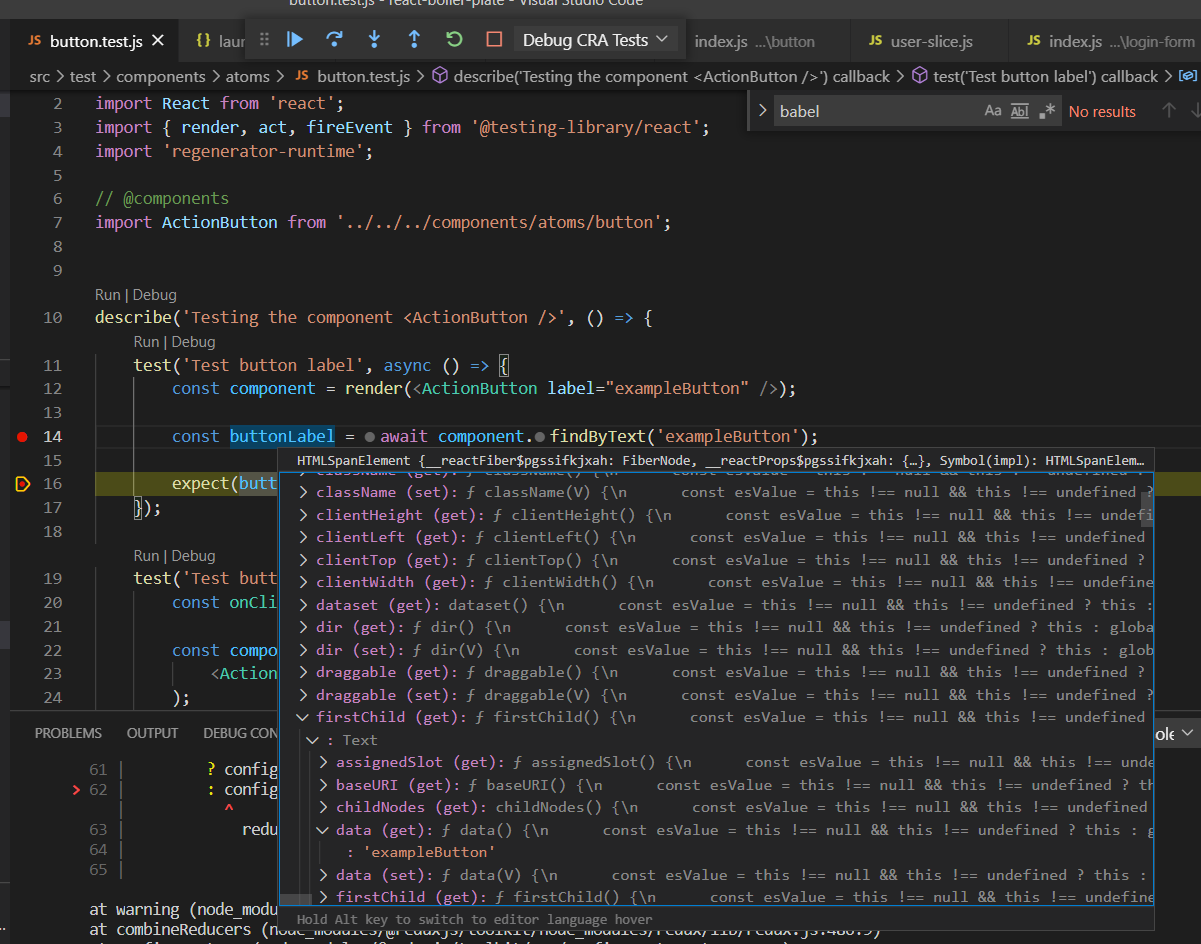 button.test.js - react-boiler-plate - Visual Studio Code
JS button.test.js × {} laun Debug CRA Tests index.js ...\button JS user-slice.js JS index.js ...\login-form
src > test > components > atoms > JS button.test.js > describe('Testing the component <ActionButton />') callback > test('Test button label') callback >
> babel Aa Abl .* No results
2 import React from 'react';
3 import { render, act, fireEvent } from '@testing-library/react';
4 import 'regenerator-runtime';
5
6 // @components
7 import ActionButton from '../../../components/atoms/button';
8
9
Run | Debug
10 describe('Testing the component <ActionButton />', () => {
Run | Debug
11 test('Test button label', async () => {
12 const component = render(<ActionButton label="exampleButton" />);
13
14 const buttonLabel = await component.findByText('exampleButton');
15
16 expect(butt
17 });
18
Run | Debug
19 test('Test butt
20 const onCli
21
22 const compo
23 <Action
24 );
HTMLSpanElement {__reactFiber$pgssifkjxah: FiberNode, __reactProps$pgssifkjxah: {…}, Symbol(impl): HTMLSpanElem…
> className (set): ƒ className(V) {\n const esValue = this !== null && this !== undefined ?
> clientHeight (get): ƒ clientHeight() {\n const esValue = this !== null && this !== undefi
> clientLeft (get): ƒ clientLeft() {\n const esValue = this !== null && this !== undefined
> clientTop (get): ƒ clientTop() {\n const esValue = this !== null && this !== undefined ?
> clientWidth (get): ƒ clientWidth() {\n const esValue = this !== null && this !== undefine
> dataset (get): dataset() {\n const esValue = this !== null && this !== undefined ? this :
> dir (get): ƒ dir() {\n const esValue = this !== null && this !== undefined ? this : globa
> dir (set): ƒ dir(V) {\n const esValue = this !== null && this !== undefined ? this : glob
> draggable (get): ƒ draggable() {\n const esValue = this !== null && this !== undefined ?
> draggable (set): ƒ draggable(V) {\n const esValue = this !== null && this !== undefined ?
firstChild (get): ƒ firstChild() {\n const esValue = this !== null && this !== undefined
: Text
> assignedSlot (get): ƒ assignedSlot() {\n const esValue = this !== null && this !== unde
> baseURI (get): ƒ baseURI() {\n const esValue = this !== null && this !== undefined ? th
> childNodes (get): childNodes() {\n const esValue = this !== null && this !== undefined
data (get): ƒ data() {\n const esValue = this !== null && this !== undefined ? this : g
: 'exampleButton'
> data (set): ƒ data(V) {\n const esValue = this !== null && this !== undefined ? this :
> firstChild (get): ƒ firstChild() {\n const esValue = this !== null && this !== undefined
Hold Alt key to switch to editor language hover
PROBLEMS OUTPUT DEBUG CON ole
61 | ? config
> 62 | : config
| ^
63 | redu
64 |
65 |
at warning (node_modu
at combineReducers (node_modules/@reduxjs/toolkit/node_modules/redux/lib/redux.js:486:9)